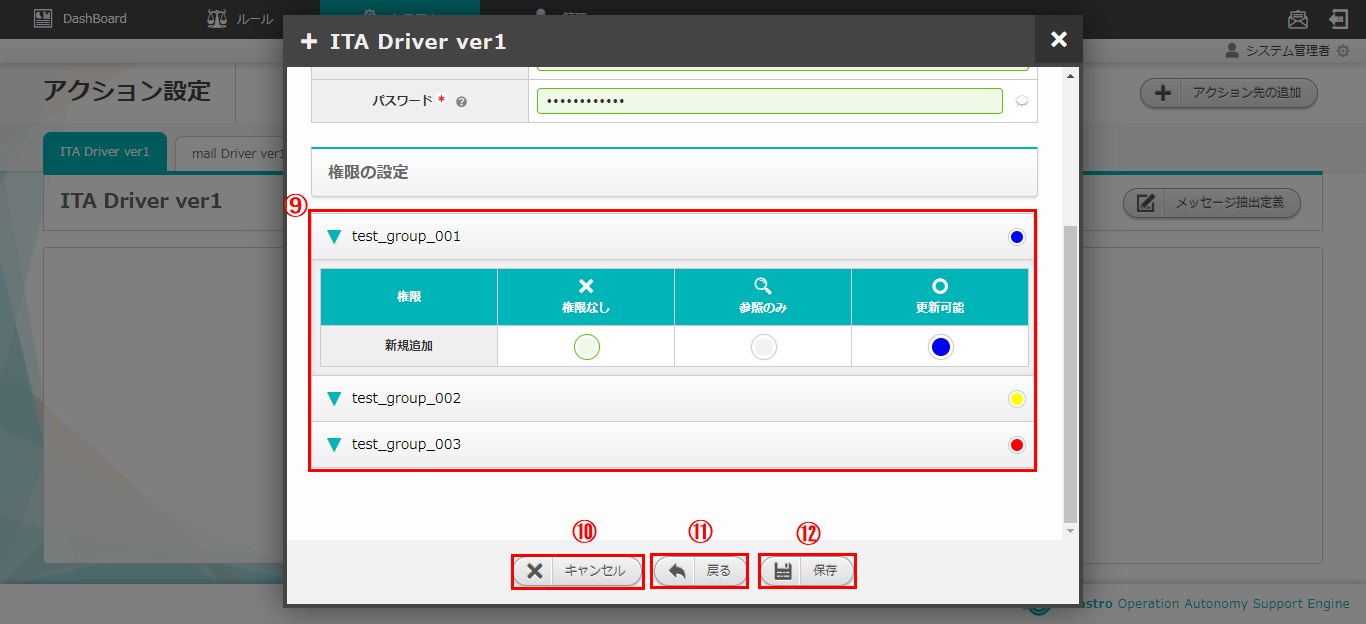 DashBoard
ルール
システム管理者
ITA Driver ver1
アクション設定
アクション先の追加
パスワード *
ITA Driver ver1
mail Driver ver1
権限の設定
ITA Driver ver1
メッセージ抽出定義
⑨
test_group_001
権限
権限なし
参照のみ
更新可能
新規追加
test_group_002
test_group_003
⑩
⑪
⑫
キャンセル
戻る
保存
Operation Autonomy Support Engine